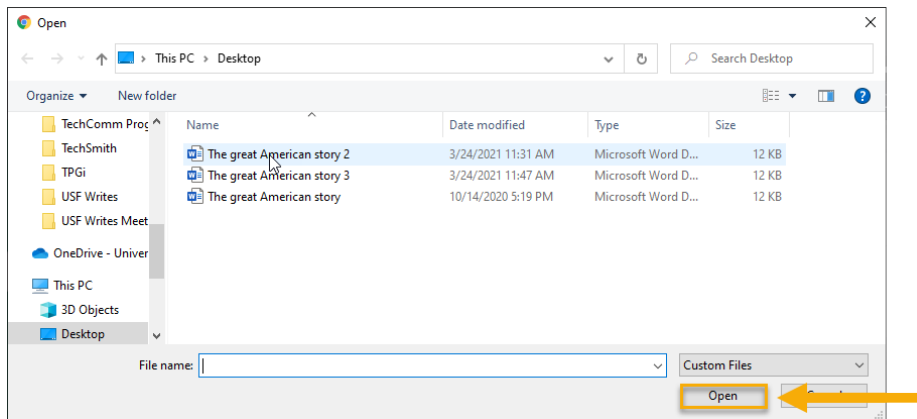 Open
This PC > Desktop
Search Desktop
Organize
New folder
TechComm Prog
TechSmith
TPGi
USF Writes
USF Writes Meet
OneDrive - Univer
This PC
3D Objects
Desktop
Name Date modified Type Size
The great American story 2 3/24/2021 11:31 AM Microsoft Word D... 12 KB
The great American story 3 3/24/2021 11:47 AM Microsoft Word D... 12 KB
The great American story 10/14/2020 5:19 PM Microsoft Word D... 12 KB
File name:
Custom Files
Open